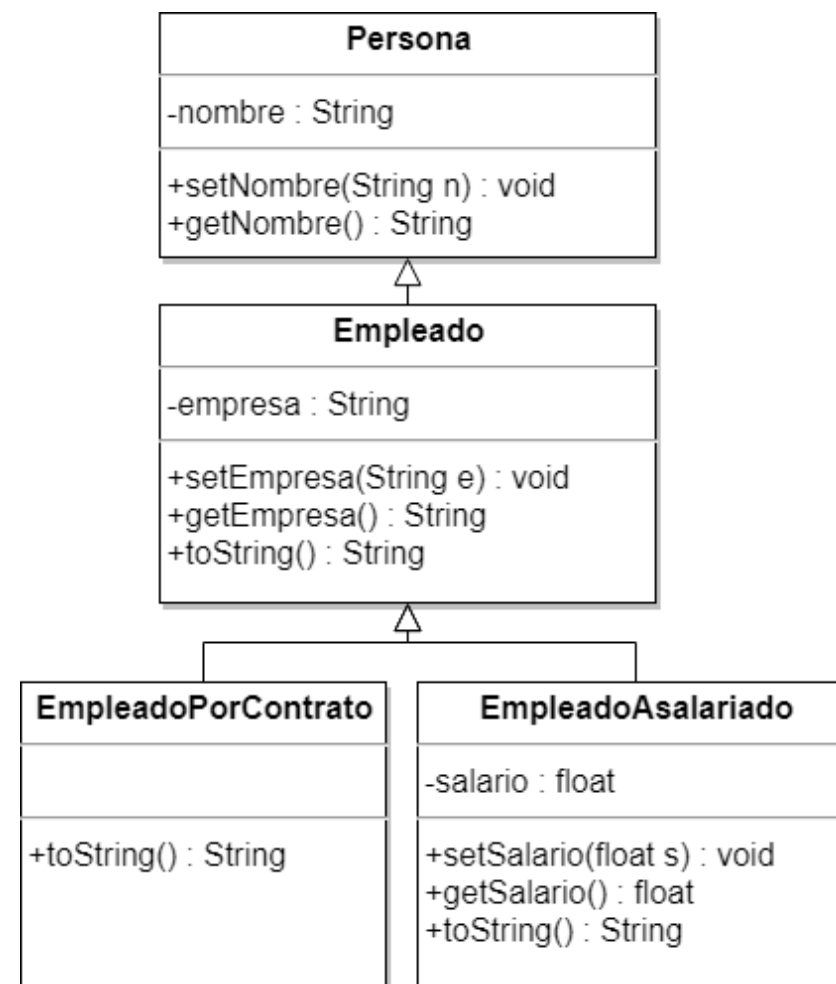 Persona
-nombre : String
+setNombre(String n) : void
+getNombre() : String
Empleado
-empresa : String
+setEmpresa(String e) : void
+getEmpresa() : String
+toString() : String
EmpleadoPorContrato
+toString() : String
EmpleadoAsalariado
-salario : float
+setSalario(float s) : void
+getSalario() : float
+toString() : String